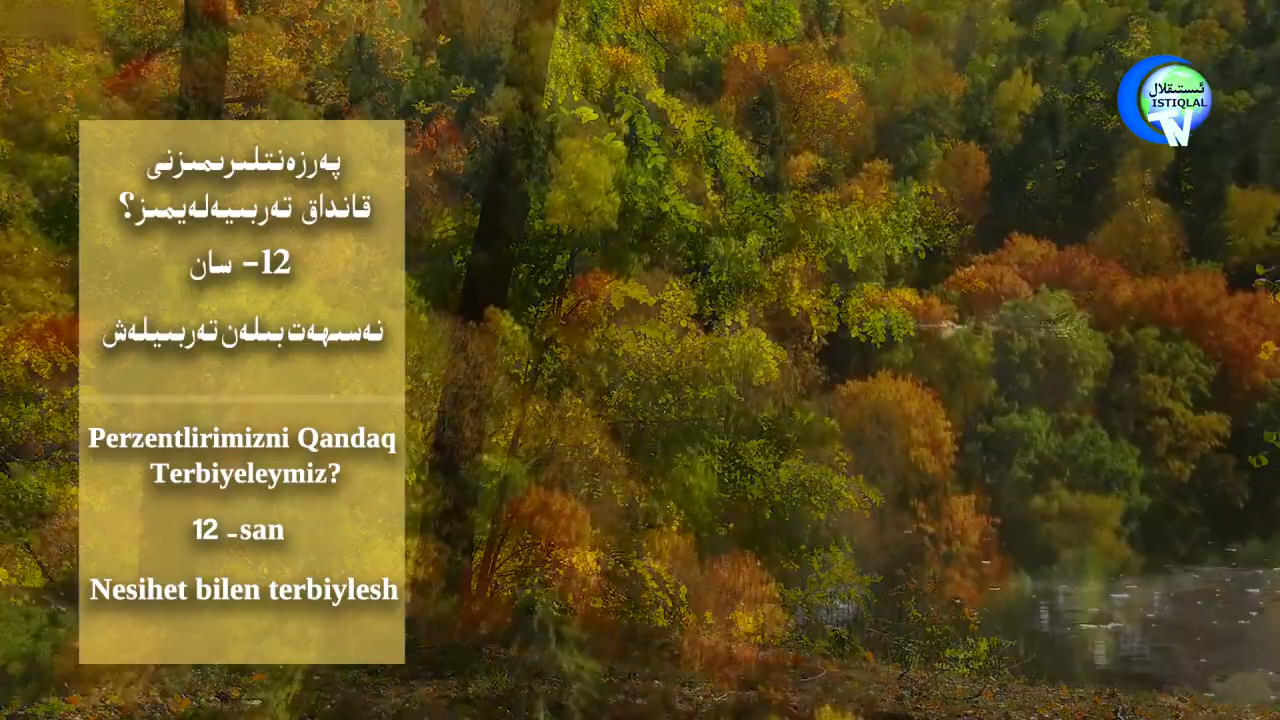 پەرزەنتلىرىمىزنى
قانداق تەربىيەلەيمىز؟
12- سان
نەسىھەت بىلەن تەربىيلەش
Perzentlirimizni Qandaq
Terbiyeleymiz?
12 -san
Nesihet bilen terbiylesh
ئىستىقلال
ISTIQLAL
TV